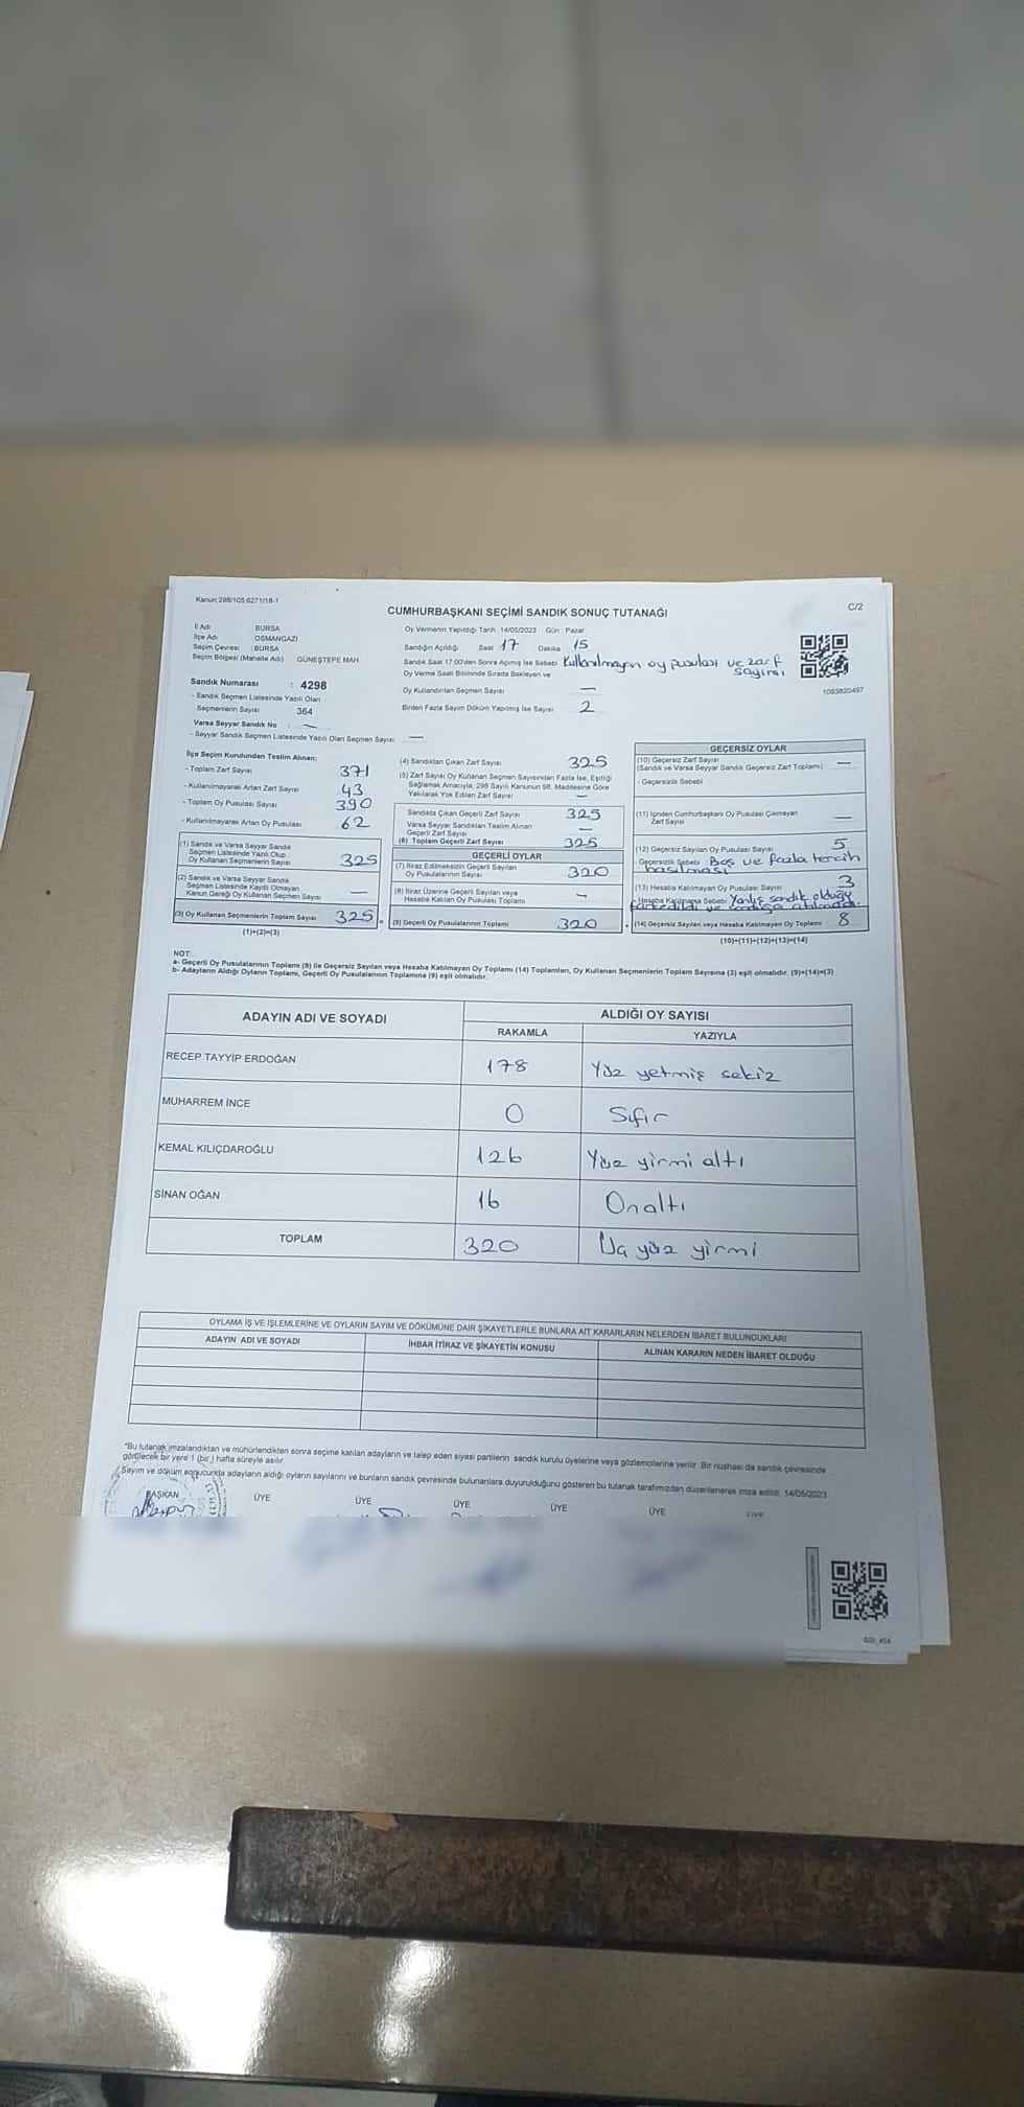 Kanun:298/105 6271/18-1
C/2
CUMHURBAŞKANI SEÇİMİ SANDIK SONUÇ TUTANAĞI
İl Adı BURSA
İlçe Adı OSMANGAZİ
Seçim Çevresi BURSA
Seçim Bölgesi (Mahalle Adı) GÜNEŞTEPE MAH.
Sandık Numarası : 4298
- Sandık Seçmen Listesinde Yazılı Olan
Seçmenlerin Sayısı 364
Varsa Seyyar Sandık No : —
- Seyyar Sandık Seçmen Listesinde Yazılı Olan Seçmen Sayısı —
Oy Vermenin Yapıldığı Tarih 14/05/2023 Gün : Pazar
Sandığın Açıldığı Saat 17 Dakika 15
Sandık Saat 17.00'den Sonra Açılmış İse Sebebi Kullanılmayan oy pusulası ve zarf sayımı
Oy Verme Saati Bitiminde Sırada Bekleyen ve
Oy Kullandırılan Seçmen Sayısı —
Birden Fazla Sayım Döküm Yapılmış İse Sayısı 2
1093820497
İlçe Seçim Kurulundan Teslim Alınan:
- Toplam Zarf Sayısı 371
- Kullanılmayarak Artan Zarf Sayısı 43
- Toplam Oy Pusulası Sayısı 390
- Kullanılmayarak Artan Oy Pusulası 62
(1) Sandık ve Varsa Seyyar Sandık
Seçmen Listesinde Yazılı Olup
Oy Kullanan Seçmenlerin Sayısı 325
(2) Sandık ve Varsa Seyyar Sandık
Seçmen Listesinde Kayıtlı Olmayan
Kanun Gereği Oy Kullanan Seçmen Sayısı —
(3) Oy Kullanan Seçmenlerin Toplam Sayısı 325
(1)+(2)=(3)
(4) Sandıktan Çıkan Zarf Sayısı 325
(5) Zarf Sayısı Oy Kullanan Seçmen Sayısından Fazla İse, Eşitliği
Sağlamak Amacıyla, 298 Sayılı Kanunun 98. Maddesine Göre
Yakılarak Yok Edilen Zarf Sayısı —
Sandıkta Çıkan Geçerli Zarf Sayısı 325
Varsa Seyyar Sandıktan Teslim Alınan
Geçerli Zarf Sayısı —
(6) Toplam Geçerli Zarf Sayısı 325
GEÇERLİ OYLAR
(7) İtiraz Edilmeksizin Geçerli Sayılan
Oy Pusulalarının Sayısı 320
(8) İtiraz Üzerine Geçerli Sayılan veya
Hesaba Katılan Oy Pusulası Toplamı —
(9) Geçerli Oy Pusulalarının Toplamı 320
GEÇERSİZ OYLAR
(10) Geçersiz Zarf Sayısı
(Sandık ve Varsa Seyyar Sandık Geçersiz Zarf Toplamı) —
- Geçersizlik Sebebi
(11) İçinden Cumhurbaşkanı Oy Pusulası Çıkmayan
Zarf Sayısı —
(12) Geçersiz Sayılan Oy Pusulası Sayısı 5
- Geçersizlik Sebebi Boş ve fazla tercih
basılması
(13) Hesaba Katılmayan Oy Pusulası Sayısı 3
- Hesaba Katılmama Sebebi Yanlış sandık olduğu
farkedildi ve sandığa atılmadı.
(14) Geçersiz Sayılan veya Hesaba Katılmayan Oy Toplamı 8
(10)+(11)+(12)+(13)=(14)
NOT:
a- Geçerli Oy Pusulalarının Toplamı (9) ile Geçersiz Sayılan veya Hesaba Katılmayan Oy Toplamı (14) Toplamları, Oy Kullanan Seçmenlerin Toplam Sayısına (3) eşit olmalıdır. (9)+(14)=(3)
b- Adayların Aldığı Oyların Toplamı, Geçerli Oy Pusulalarının Toplamına (9) eşit olmalıdır.
ADAYIN ADI VE SOYADI ALDIĞI OY SAYISI
RAKAMLA YAZIYLA
RECEP TAYYİP ERDOĞAN 178 Yüz yetmiş sekiz
MUHARREM İNCE 0 Sıfır
KEMAL KILIÇDAROĞLU 126 Yüz yirmi altı
SİNAN OĞAN 16 Onaltı
TOPLAM 320 Üç yüz yirmi
OYLAMA İŞ VE İŞLEMLERİNE VE OYLARIN SAYIM VE DÖKÜMÜNE DAİR ŞİKAYETLERLE BUNLARA AİT KARARLARIN NELERDEN İBARET BULUNDUKLARI
ADAYIN ADI VE SOYADI İHBAR İTİRAZ VE ŞİKAYETİN KONUSU ALINAN KARARIN NEDEN İBARET OLDUĞU
*Bu tutanak imzalandıktan ve mühürlendikten sonra seçime katılan adayların ve talep eden siyasi partilerin sandık kurulu üyelerine veya gözlemcilerine verilir. Bir nüshası da sandık çevresinde
görülecek bir yere 1 (bir) hafta süreyle asılır.
Sayım ve döküm sonucunda adayların aldığı oyların sayılarını ve bunların sandık çevresinde bulunanlara duyurulduğunu gösteren bu tutanak tarafımızdan düzenlenerek imza edildi. 14/05/2023
BAŞKAN ÜYE ÜYE ÜYE ÜYE ÜYE ÜYE